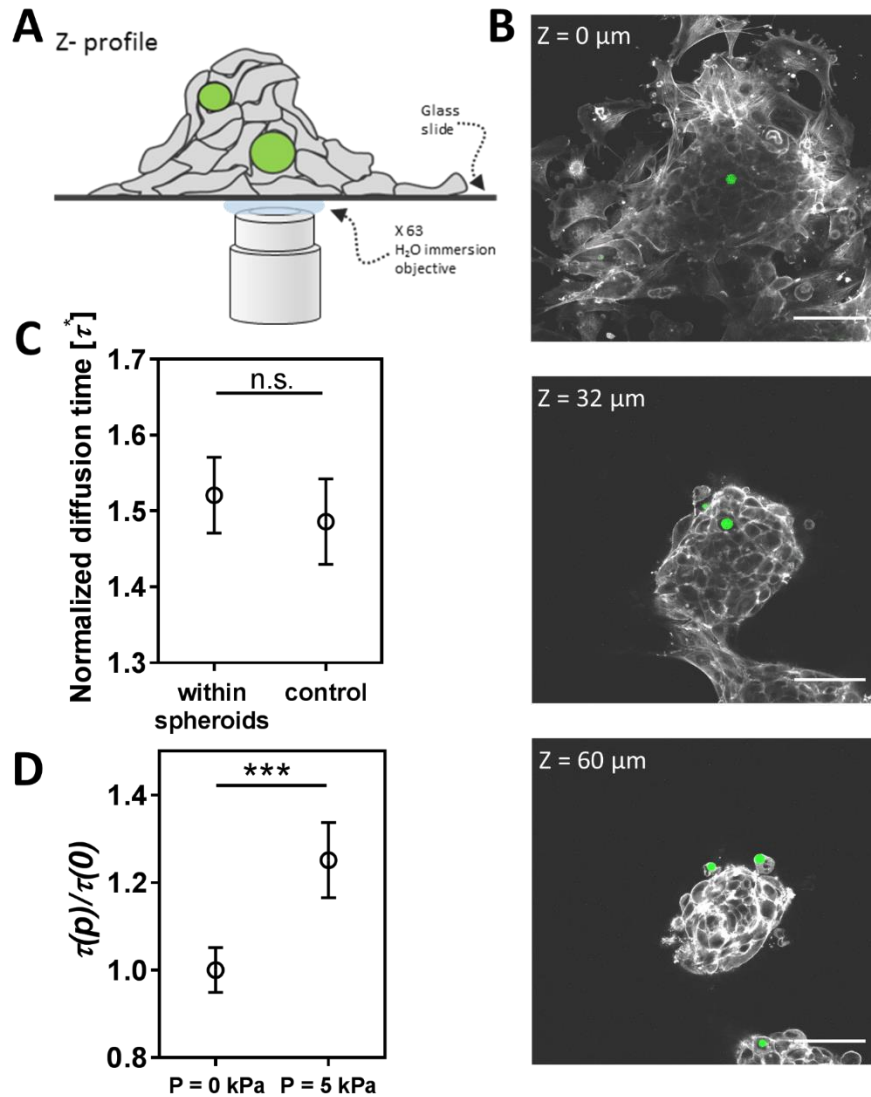 A
Z- profile
Glass
slide
X 63
H₂O immersion
objective
B
Z = 0 µm
Z = 32 µm
Z = 60 µm
C
Normalized diffusion time [τ*]
1.7
1.6
1.5
1.4
1.3
n.s.
within
spheroids
control
D
τ(p)/τ(0)
1.4
1.2
1.0
0.8
***
P = 0 kPa
P = 5 kPa